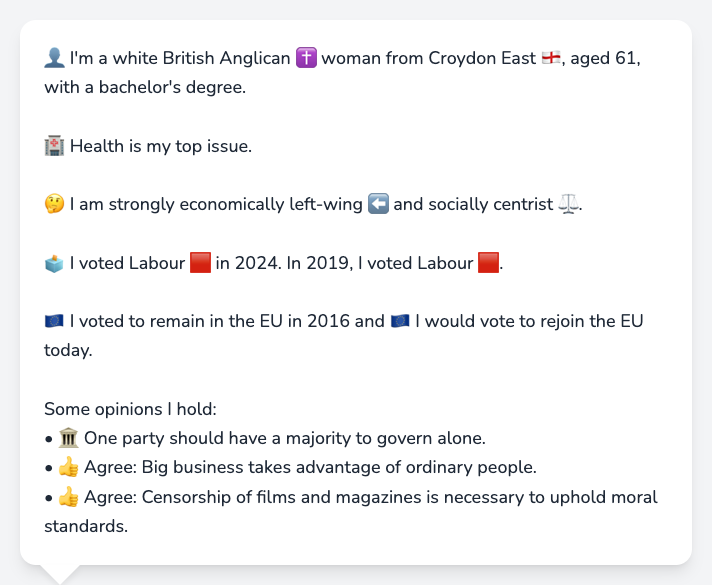 👤 I'm a white British Anglican ✝️ woman from Croydon East 🏴󠁧󠁢󠁥󠁮󠁧󠁿, aged 61,
with a bachelor's degree.
🏥 Health is my top issue.
🤔 I am strongly economically left-wing ⬅️ and socially centrist ⚖️.
🗳️ I voted Labour 🟥 in 2024. In 2019, I voted Labour 🟥.
🇪🇺 I voted to remain in the EU in 2016 and 🇪🇺 I would vote to rejoin the EU
today.
Some opinions I hold:
• 🏛️ One party should have a majority to govern alone.
• 👍 Agree: Big business takes advantage of ordinary people.
• 👍 Agree: Censorship of films and magazines is necessary to uphold moral
standards.